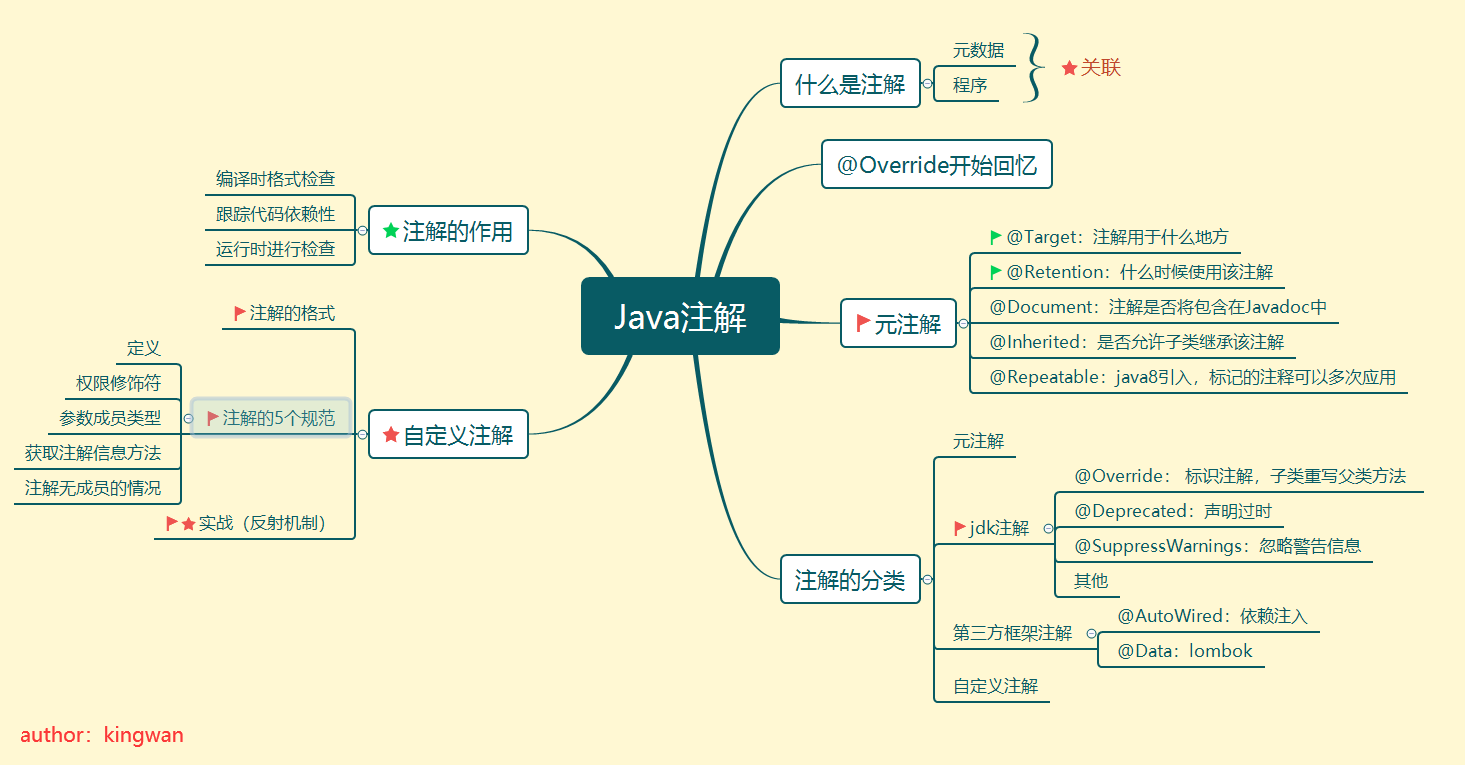 Java注解
什么是注解
元数据
程序
关联
@Override开始回忆
元注解
@Target：注解用于什么地方
@Retention：什么时候使用该注解
@Document：注解是否将包含在Javadoc中
@Inherited：是否允许子类继承该注解
@Repeatable：java8引入，标记的注释可以多次应用
注解的分类
元注解
jdk注解
@Override： 标识注解，子类重写父类方法
@Deprecated：声明过时
@SuppressWarnings：忽略警告信息
其他
第三方框架注解
@AutoWired：依赖注入
@Data：lombok
自定义注解
注解的作用
编译时格式检查
跟踪代码依赖性
运行时进行检查
自定义注解
注解的格式
注解的5个规范
定义
权限修饰符
参数成员类型
获取注解信息方法
注解无成员的情况
实战（反射机制）
author：kingwan